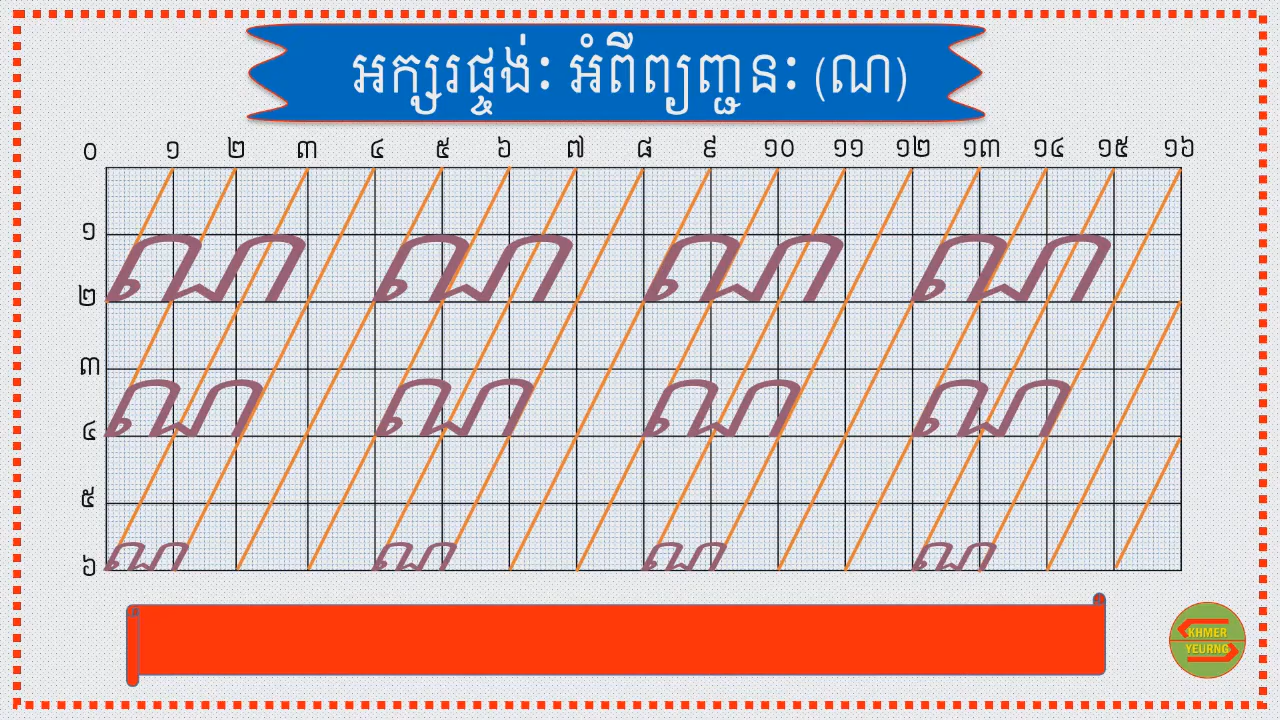 អក្សរផ្ចង់ៈ អំពីព្យញ្ជនៈ (ណ)
០ ១ ២ ៣ ៤ ៥ ៦ ៧ ៨ ៩ ១០ ១១ ១២ ១៣ ១៤ ១៥ ១៦
១
ណ ណ ណ ណ
២
៣
ណ ណ ណ ណ
៤
៥
ណ ណ ណ ណ
៦
KHMER
YEURNG